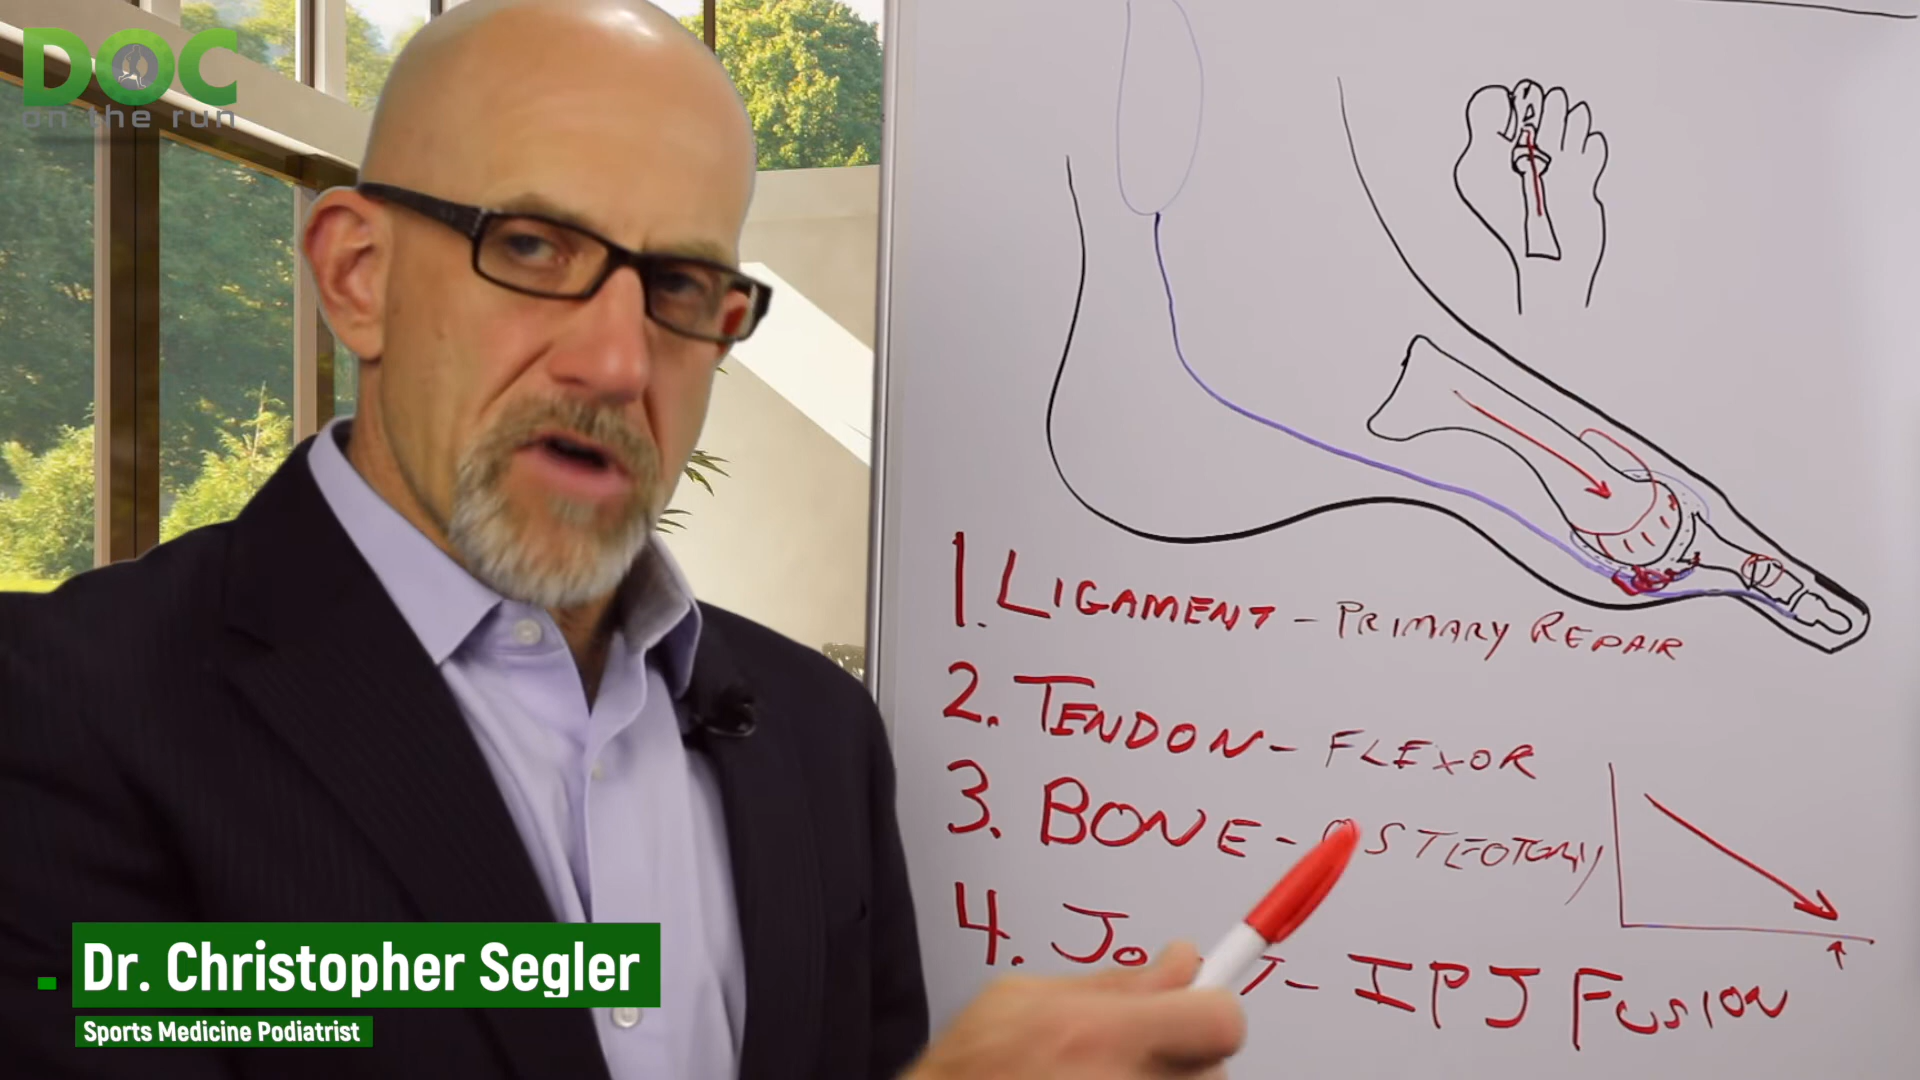 DOC
on the run
1. LIGAMENT - PRIMARY REPAIR
2. TENDON - FLEXOR
3. BONE - OSTEOTOMY
4. - IPJ FUSION
Dr. Christopher Segler
Sports Medicine Podiatrist